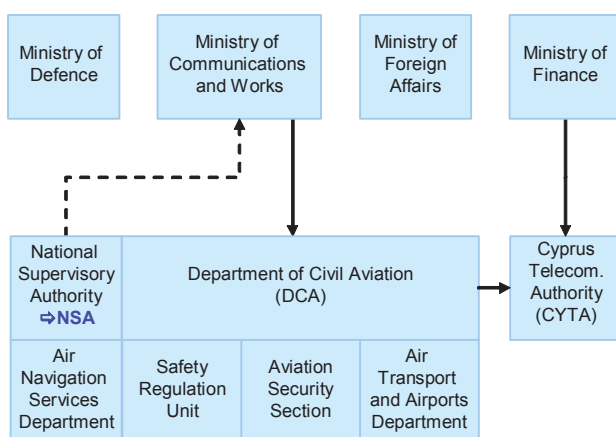 Ministry of
Defence
Ministry of
Communications
and Works
Ministry of
Foreign
Affairs
Ministry of
Finance
National
Supervisory
Authority
⇨NSA
Department of Civil Aviation
(DCA)
Cyprus
Telecom.
Authority
(CYTA)
Air
Navigation
Services
Department
Safety
Regulation
Unit
Aviation
Security
Section
Air
Transport
and Airports
Department